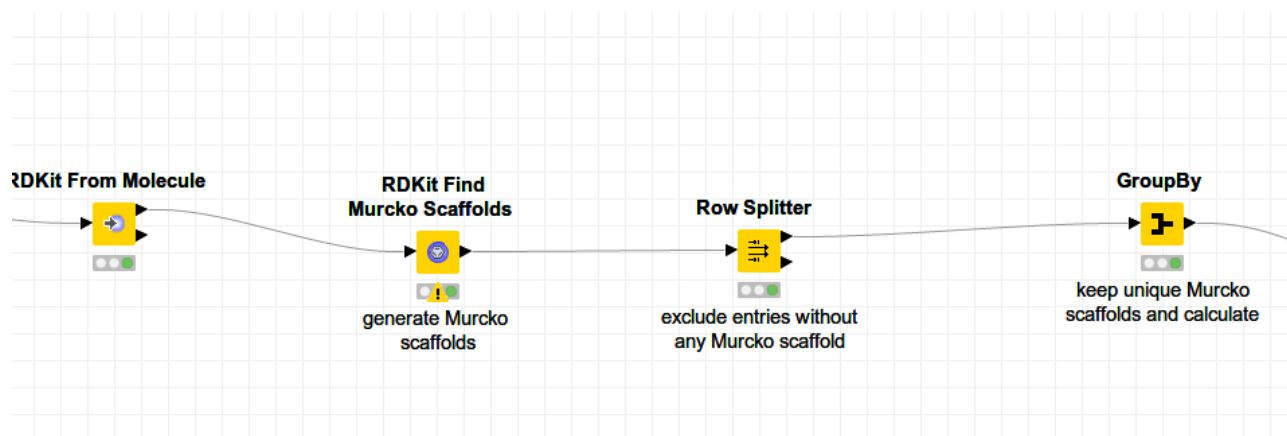 RDKit From Molecule
RDKit Find
Murcko Scaffolds
generate Murcko
scaffolds
Row Splitter
exclude entries without
any Murcko scaffold
GroupBy
keep unique Murcko
scaffolds and calculate